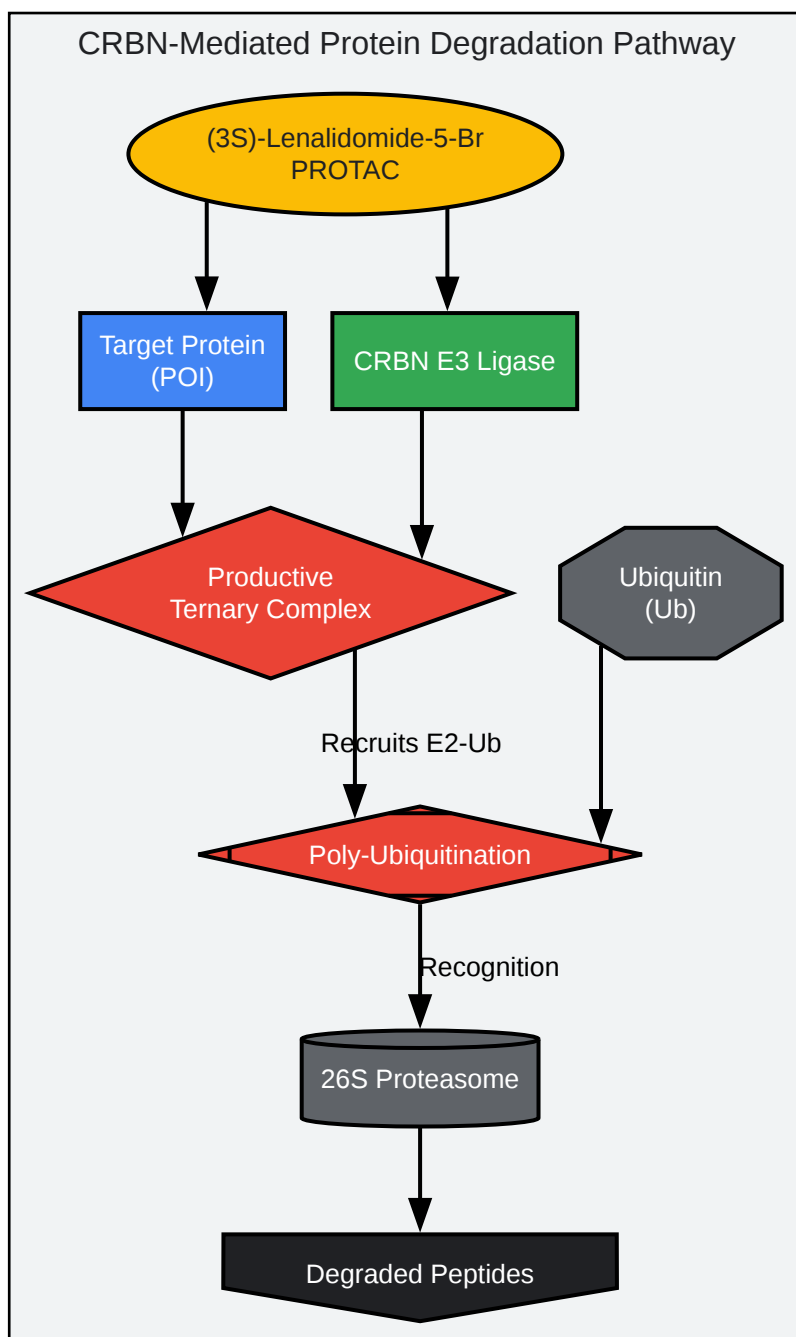 CRBN-Mediated Protein Degradation Pathway
(3S)-Lenalidomide-5-Br
PROTAC
Target Protein
(POI)
CRBN E3 Ligase
Productive
Ternary Complex
Ubiquitin
(Ub)
Recruits E2-Ub
Poly-Ubiquitination
Recognition
26S Proteasome
Degraded Peptides